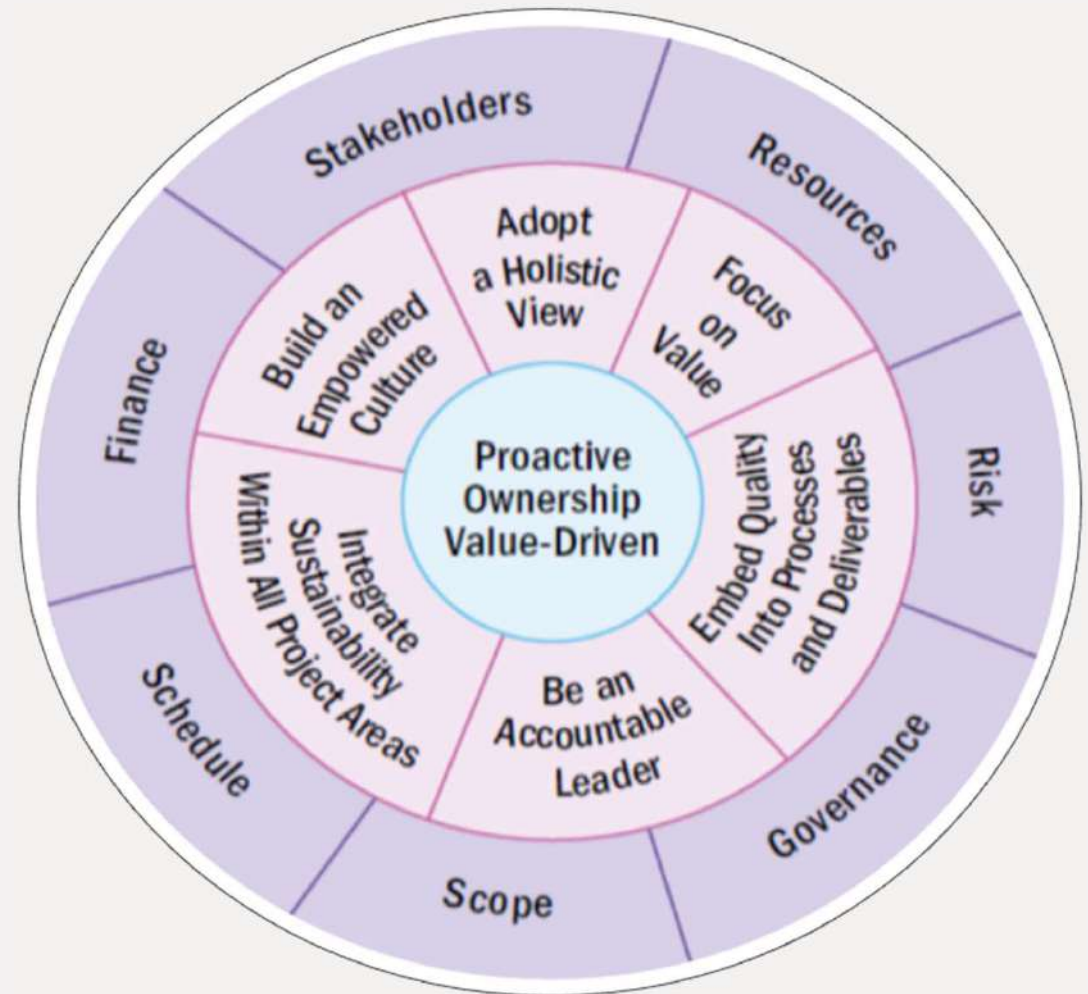 Stakeholders
Resources
Risk
Governance
Scope
Schedule
Finance
Adopt
a Holistic
View
Focus
on
Value
Embed Quality
Into Processes
and Deliverables
Be an
Accountable
Leader
Integrate
Sustainability
Within All Project Areas
Build an
Empowered
Culture
Proactive
Ownership
Value-Driven